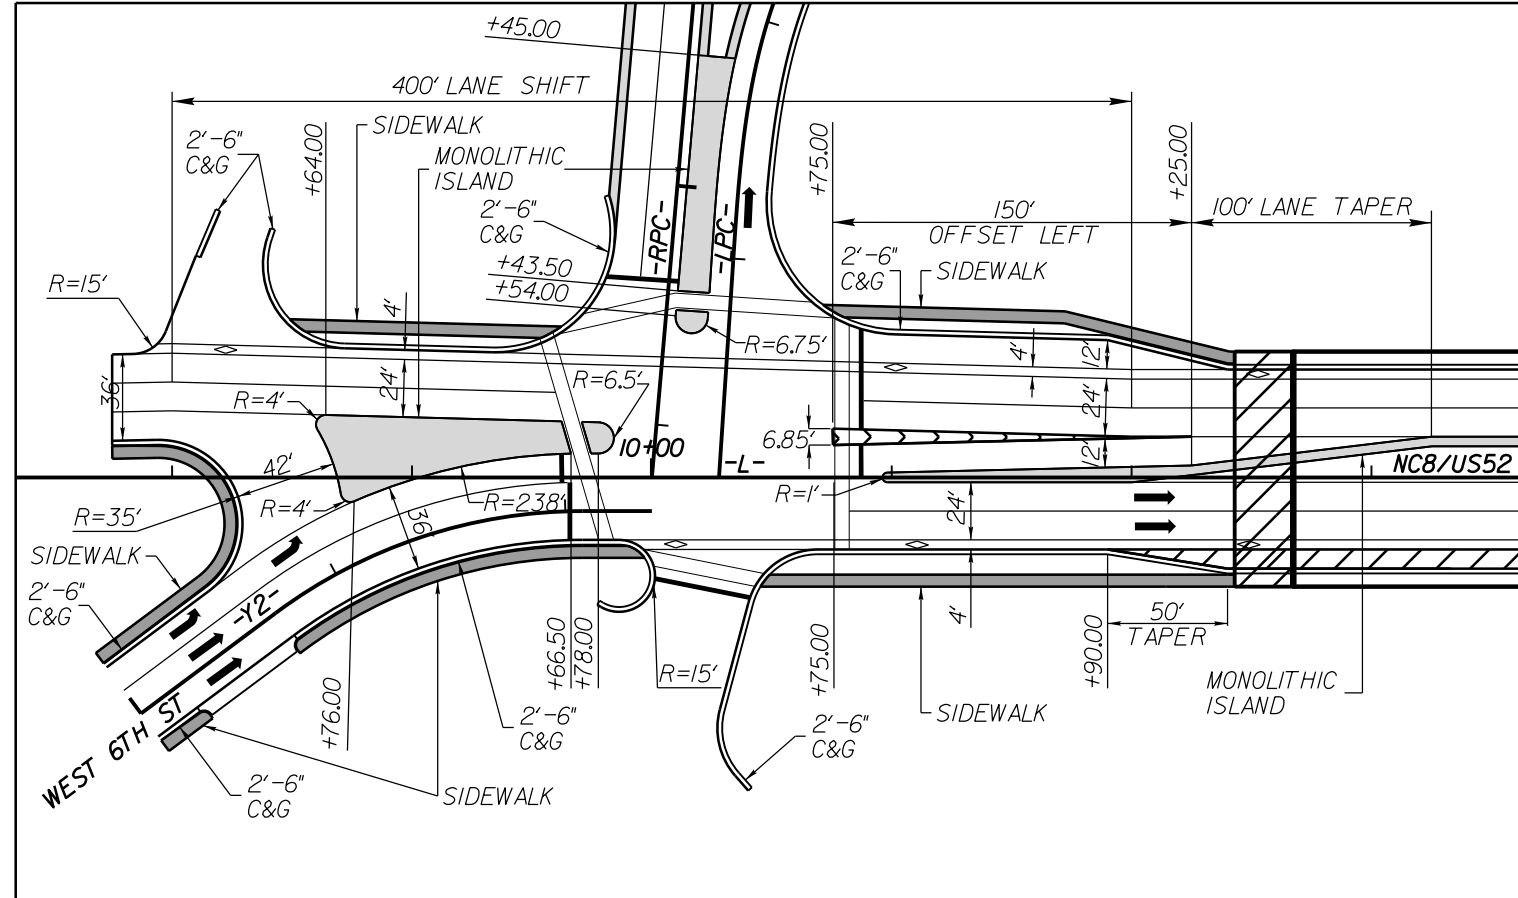 +45.00
400' LANE SHIFT
SIDEWALK
2'-6"
C&G
+64.00
MONOLITHIC
ISLAND
2'-6"
C&G
+75.00
+25.00
150'
OFFSET LEFT
100' LANE TAPER
-RPC-
-LPC-
2'-6"
C&G
SIDEWALK
+43.50
+54.00
R=15'
4'
R=6.75'
4'
12'
36'
24'
R=6.5'
24'
R=4'
6.85'
10+00
-L-
12'
NC8/US52
42'
R=4'
R=238'
R=1'
R=35'
36'
24'
SIDEWALK
2'-6"
C&G
-Y2-
4'
50'
TAPER
+66.50
+78.00
+75.00
+90.00
R=15'
+76.00
MONOLITHIC
ISLAND
WEST 6TH ST
2'-6"
C&G
2'-6"
C&G
SIDEWALK
2'-6"
C&G
SIDEWALK